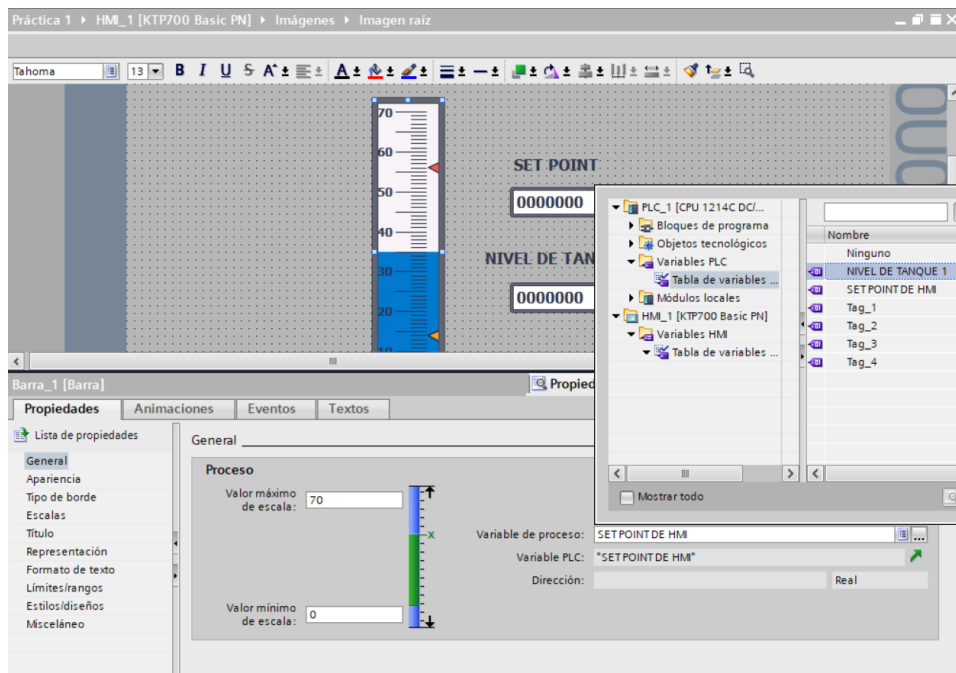 Práctica 1 ▸ HMI_1 [KTP700 Basic PN] ▸ Imágenes ▸ Imagen raíz
Tahoma 13 B I U S A
70
60
50
40
30
20
10
SET POINT
0000000
NIVEL DE TAN
0000000
PLC_1 [CPU 1214C DC/...
Bloques de programa
Objetos tecnológicos
Variables PLC
Tabla de variables ...
Módulos locales
HMI_1 [KTP700 Basic PN]
Variables HMI
Tabla de variables ...
Mostrar todo
Nombre
Ninguno
NIVEL DE TANQUE 1
SET POINT DE HMI
Tag_1
Tag_2
Tag_3
Tag_4
Barra_1 [Barra]
Propied
Propiedades Animaciones Eventos Textos
Lista de propiedades
General
Apariencia
Tipo de borde
Escalas
Título
Representación
Formato de texto
Límites/rangos
Estilos/diseños
Misceláneo
General
Proceso
Valor máximo
de escala: 70
Valor mínimo
de escala: 0
X
Variable de proceso: SET POINT DE HMI
Variable PLC: "SET POINT DE HMI"
Dirección: Real